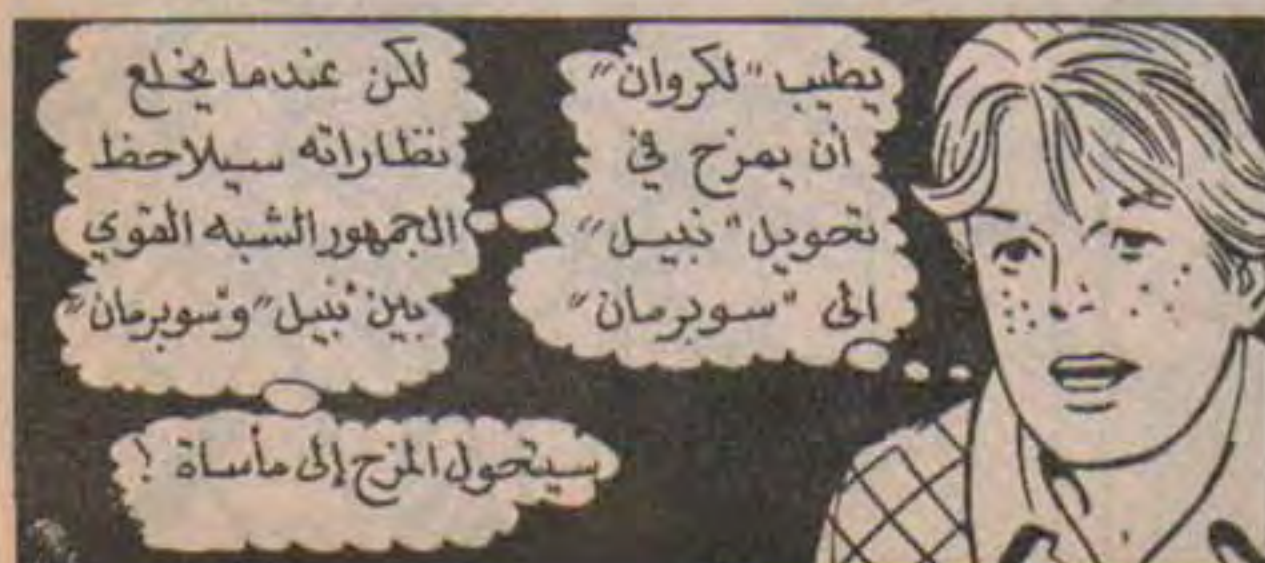 يطيب "لكروان"
أن يمزح في
تحويل "نبيل"
الى "سوبرمان"
لكن عندما يخلع
نظاراته سيلاحظ
الجمهور الشبه القوي
بين "نبيل" و"سوبرمان"
سيتحول المزح إلى مأساة !